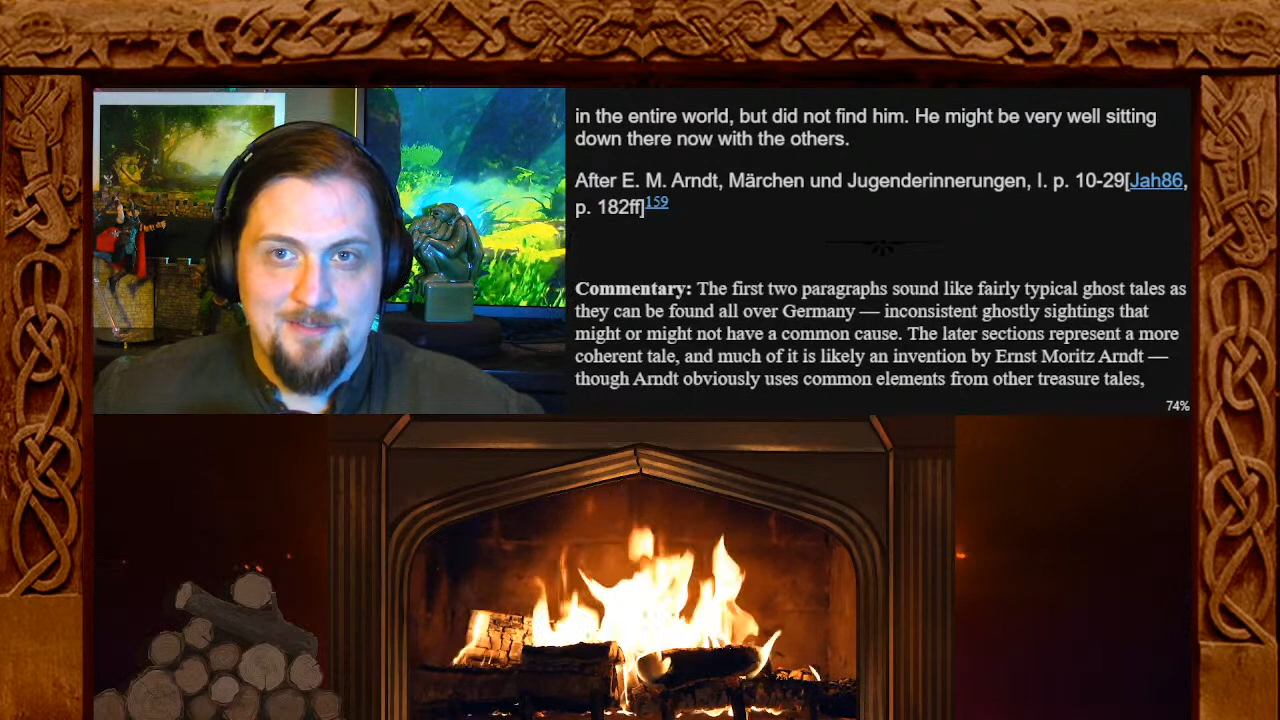 in the entire world, but did not find him. He might be very well sitting
down there now with the others.
After E. M. Arndt, Märchen und Jugenderinnerungen, I. p. 10-29[Jah86,
p. 182ff]159
Commentary: The first two paragraphs sound like fairly typical ghost tales as
they can be found all over Germany — inconsistent ghostly sightings that
might or might not have a common cause. The later sections represent a more
coherent tale, and much of it is likely an invention by Ernst Moritz Arndt —
though Arndt obviously uses common elements from other treasure tales,
74%